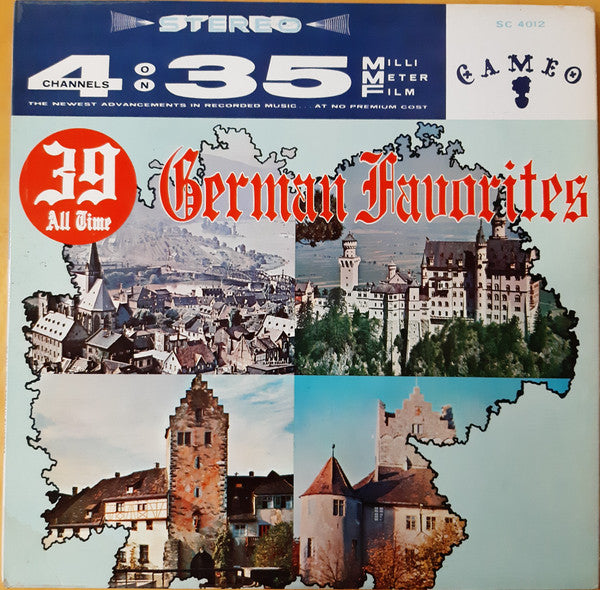 STEREO
SC 4012
4 CHANNELS ON : 35 MILLI METER FILM
CAMEO
THE NEWEST ADVANCEMENTS IN RECORDED MUSIC... AT NO PREMIUM COST
39
All Time
German Favorites